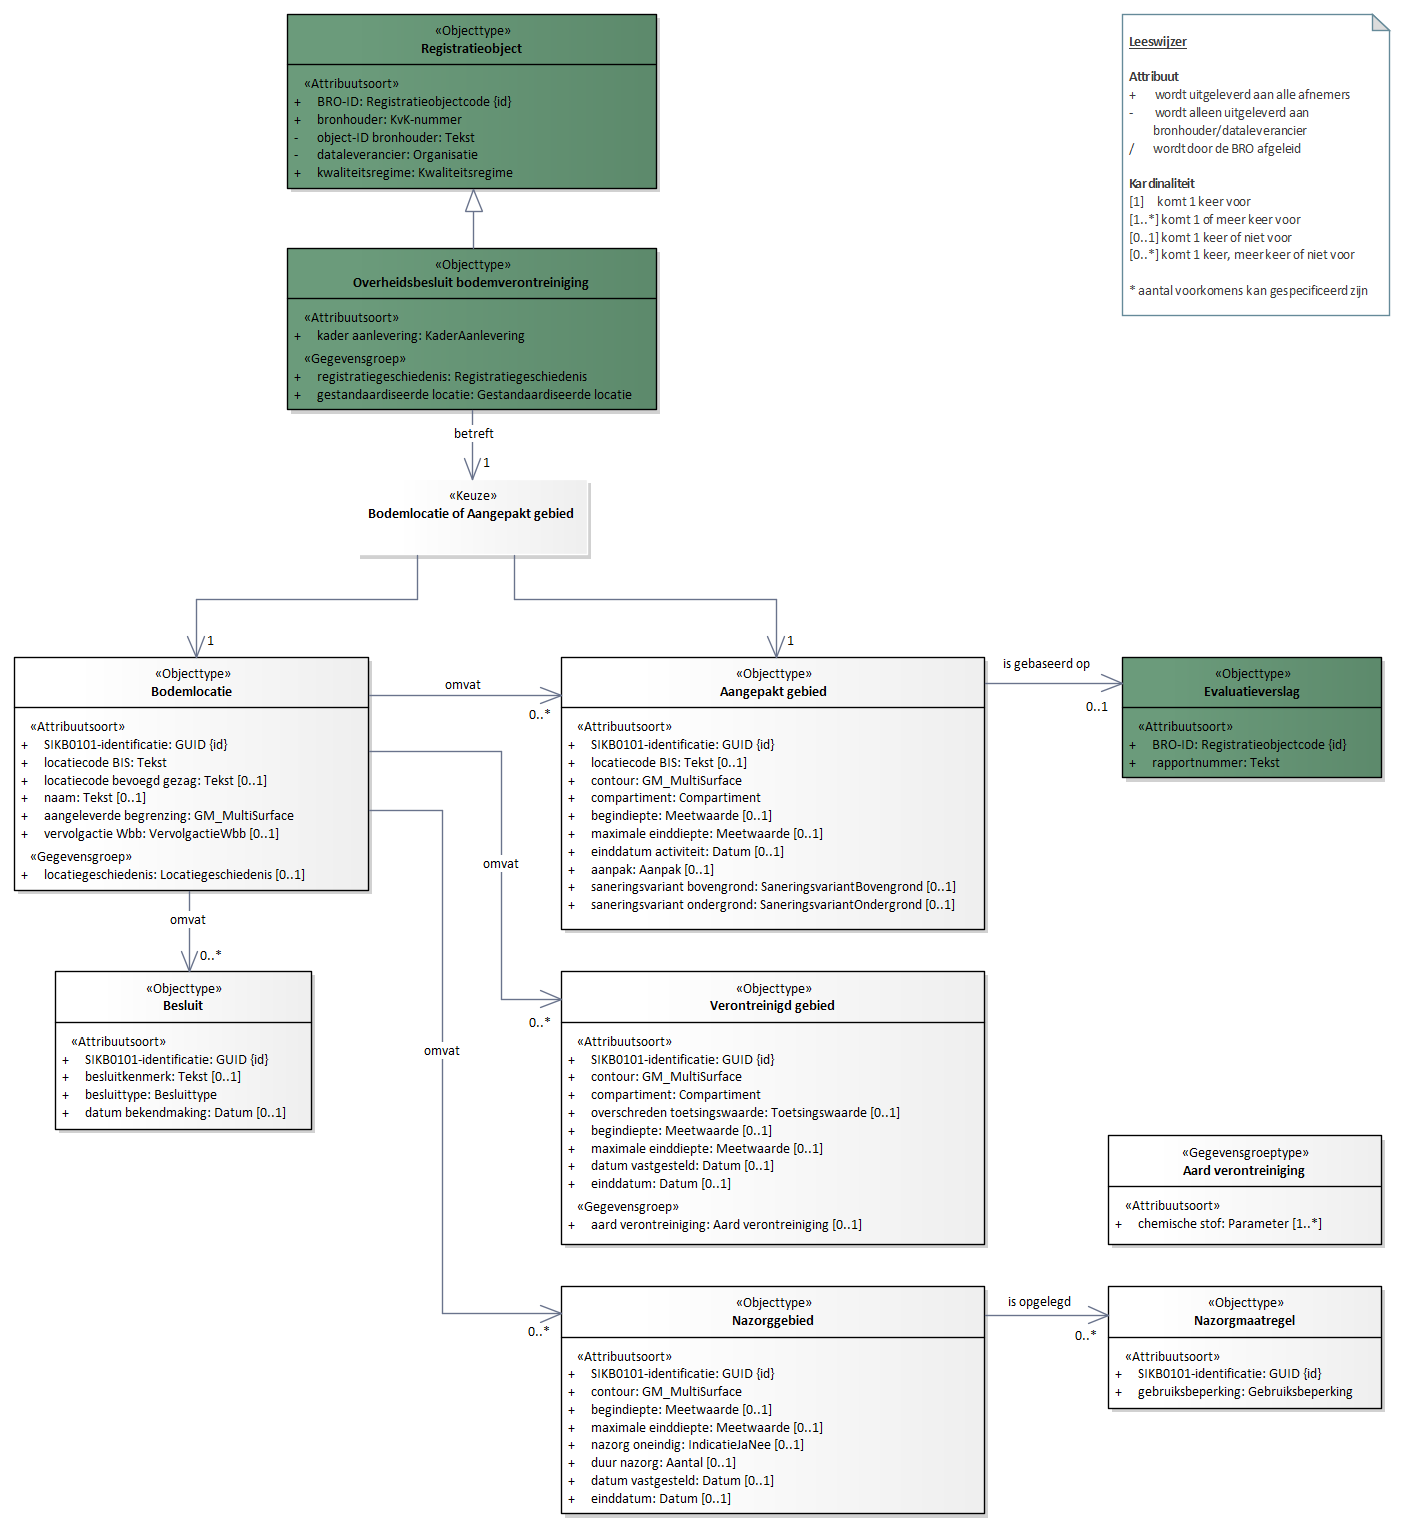 «Objecttype»
Registratieobject
«Attribuutsoort»
+ BRO-ID: Registratieobjectcode {id}
+ bronhouder: KvK-nummer
- object-ID bronhouder: Tekst
- dataleverancier: Organisatie
+ kwaliteitsregime: Kwaliteitsregime
Leeswijzer
Attribuut
+ wordt uitgeleverd aan alle afnemers
- wordt alleen uitgeleverd aan
bronhouder/dataleverancier
/ wordt door de BRO afgeleid
Kardinaliteit
[1] komt 1 keer voor
[1..*] komt 1 of meer keer voor
[0..1] komt 1 keer of niet voor
[0..*] komt 1 keer, meer keer of niet voor
* aantal voorkomens kan gespecificeerd zijn
«Objecttype»
Overheidsbesluit bodemverontreiniging
«Attribuutsoort»
+ kader aanlevering: KaderAanlevering
«Gegevensgroep»
+ registratiegeschiedenis: Registratiegeschiedenis
+ gestandaardiseerde locatie: Gestandaardiseerde locatie
betreft
1
«Keuze»
Bodemlocatie of Aangepakt gebied
1
1
«Objecttype»
Bodemlocatie
«Attribuutsoort»
+ SIKB0101-identificatie: GUID {id}
+ locatiecode BIS: Tekst
+ locatiecode bevoegd gezag: Tekst [0..1]
+ naam: Tekst [0..1]
+ aangeleverde begrenzing: GM_MultiSurface
+ vervolgactie Wbb: VervolgactieWbb [0..1]
«Gegevensgroep»
+ locatiegeschiedenis: Locatiegeschiedenis [0..1]
omvat
0..*
«Objecttype»
Aangepakt gebied
«Attribuutsoort»
+ SIKB0101-identificatie: GUID {id}
+ locatiecode BIS: Tekst [0..1]
+ contour: GM_MultiSurface
+ compartiment: Compartiment
+ begindiepte: Meetwaarde [0..1]
+ maximale einddiepte: Meetwaarde [0..1]
+ einddatum activiteit: Datum [0..1]
+ aanpak: Aanpak [0..1]
+ saneringsvariant bovengrond: SaneringsvariantBovengrond [0..1]
+ saneringsvariant ondergrond: SaneringsvariantOndergrond [0..1]
is gebaseerd op
0..1
«Objecttype»
Evaluatieverslag
«Attribuutsoort»
+ BRO-ID: Registratieobjectcode {id}
+ rapportnummer: Tekst
omvat
omvat
0..*
«Objecttype»
Besluit
«Attribuutsoort»
+ SIKB0101-identificatie: GUID {id}
+ besluitkenmerk: Tekst [0..1]
+ besluittype: Besluittype
+ datum bekendmaking: Datum [0..1]
0..*
«Objecttype»
Verontreinigd gebied
«Attribuutsoort»
+ SIKB0101-identificatie: GUID {id}
+ contour: GM_MultiSurface
+ compartiment: Compartiment
+ overschreden toetsingswaarde: Toetsingswaarde [0..1]
+ begindiepte: Meetwaarde [0..1]
+ maximale einddiepte: Meetwaarde [0..1]
+ datum vastgesteld: Datum [0..1]
+ einddatum: Datum [0..1]
«Gegevensgroep»
+ aard verontreiniging: Aard verontreiniging [0..1]
omvat
«Gegevensgroeptype»
Aard verontreiniging
«Attribuutsoort»
+ chemische stof: Parameter [1..*]
0..*
«Objecttype»
Nazorggebied
«Attribuutsoort»
+ SIKB0101-identificatie: GUID {id}
+ contour: GM_MultiSurface
+ begindiepte: Meetwaarde [0..1]
+ maximale einddiepte: Meetwaarde [0..1]
+ nazorg oneindig: IndicatieJaNee [0..1]
+ duur nazorg: Aantal [0..1]
+ datum vastgesteld: Datum [0..1]
+ einddatum: Datum [0..1]
is opgelegd
0..*
«Objecttype»
Nazorgmaatregel
«Attribuutsoort»
+ SIKB0101-identificatie: GUID {id}
+ gebruiksbeperking: Gebruiksbeperking